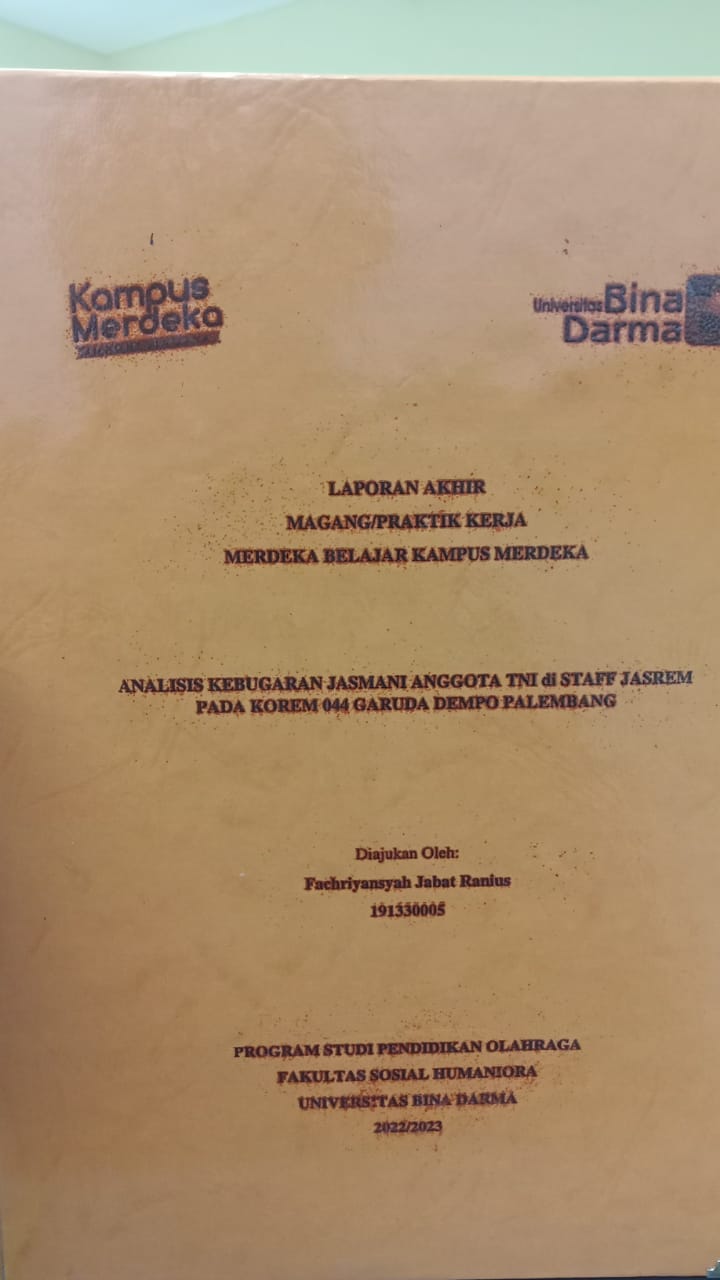 Kampus
Merdeka
Universitas Bina
Darma
LAPORAN AKHIR
MAGANG/PRAKTIK KERJA
MERDEKA BELAJAR KAMPUS MERDEKA
ANALISIS KEBUGARAN JASMANI ANGGOTA TNI di STAFF JASREM
PADA KOREM 044 GARUDA DEMPO PALEMBANG
Diajukan Oleh:
Fachriyansyah Jabat Ranius
191330005
PROGRAM STUDI PENDIDIKAN OLAHRAGA
FAKULTAS SOSIAL HUMANIORA
UNIVERSITAS BINA DARMA
2022/2023